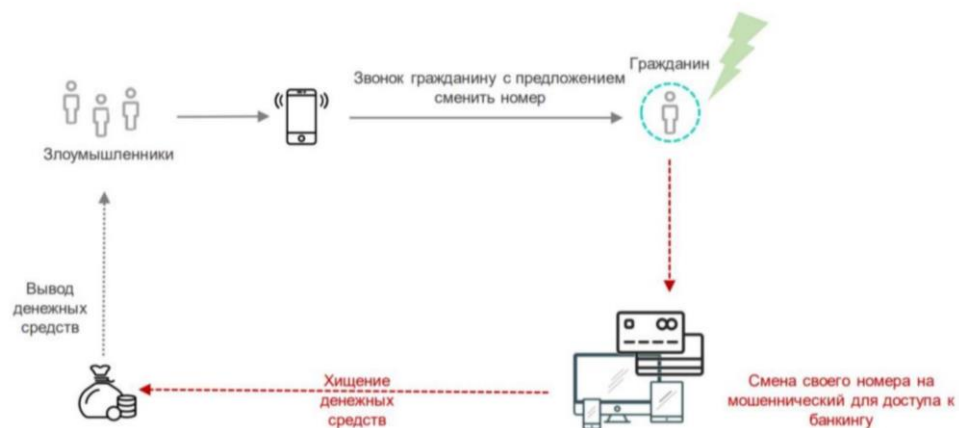 Гражданин
Звонок гражданину с предложением
сменить номер
Злоумышленники
Вывод
денежных
средств
Хищение
денежных
средств
Смена своего номера на
мошеннический для доступа к
банкингу